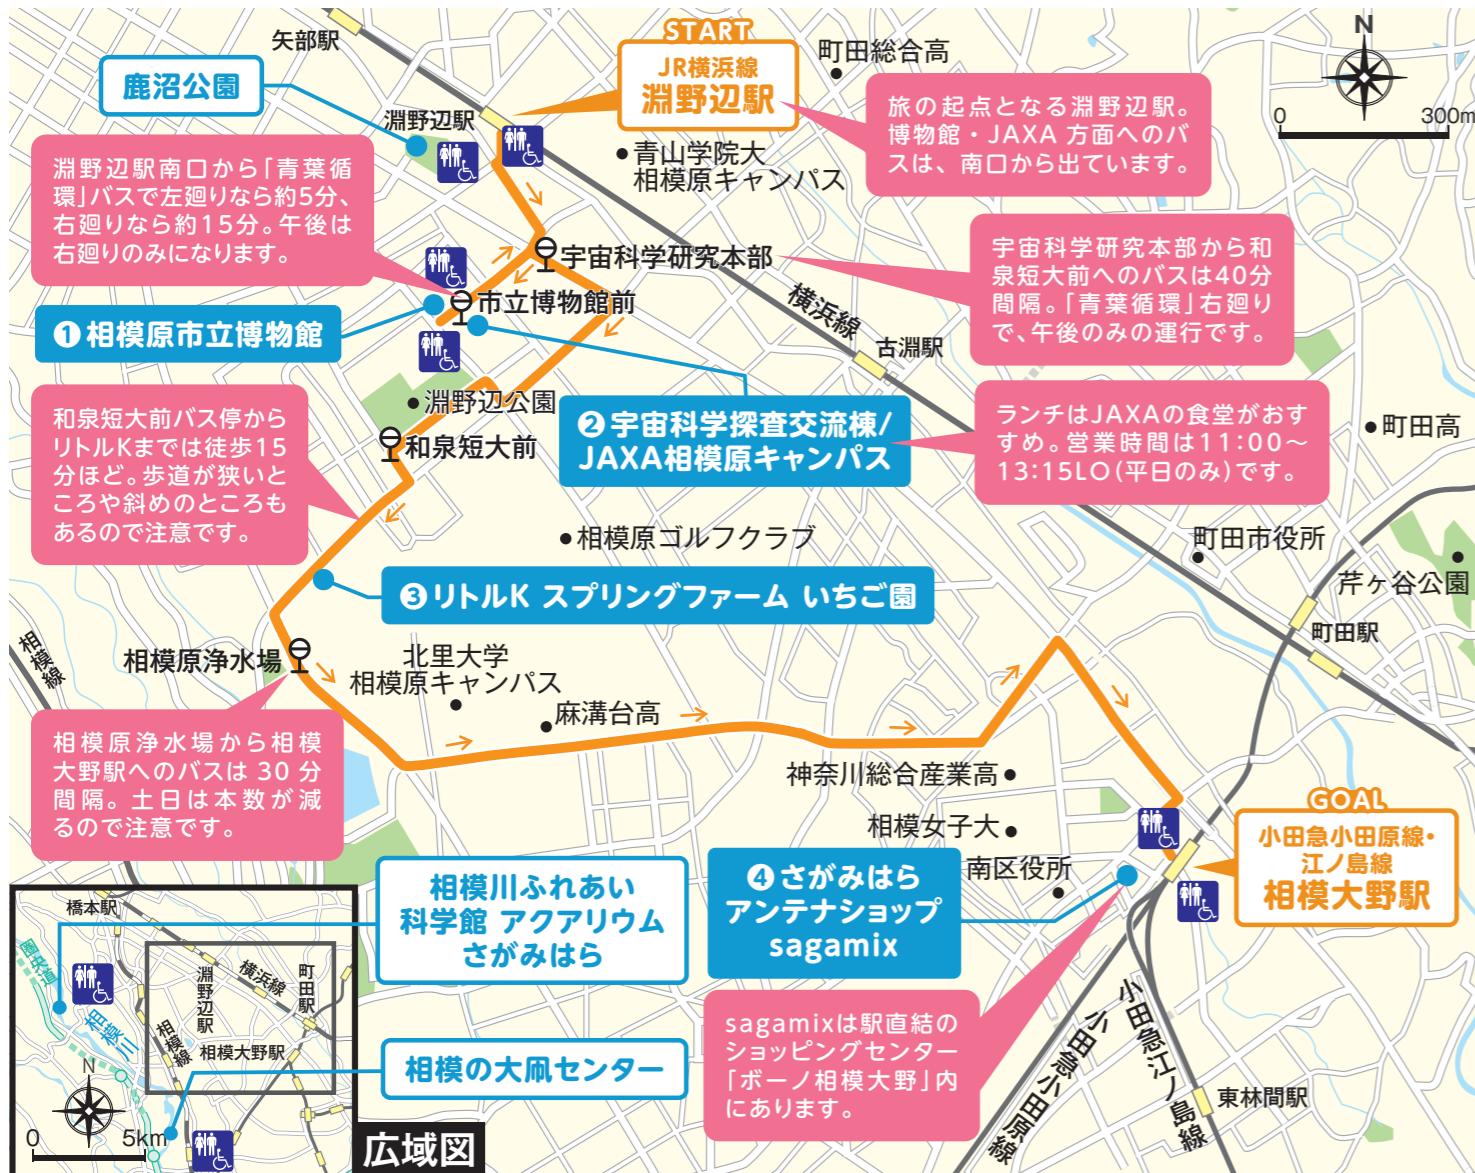 矢部駅
START
JR横浜線
淵野辺駅
町田総合高
N
0 300m
鹿沼公園
淵野辺駅
旅の起点となる淵野辺駅。
博物館・JAXA 方面へのバ
スは、南口から出ています。
青山学院大
相模原キャンパス
淵野辺駅南口から「青葉循
環」バスで左廻りなら約5分、
右廻りなら約15分。午後は
右廻りのみになります。
宇宙科学研究本部
宇宙科学研究本部から和
泉短大前へのバスは40分
間隔。「青葉循環」右廻り
で、午後のみの運行です。
市立博物館前
横浜線
❶相模原市立博物館
古淵駅
和泉短大前バス停から
リトルKまでは徒歩15
分ほど。歩道が狭いと
ころや斜めのところも
あるので注意です。
淵野辺公園
❷宇宙科学探査交流棟/
JAXA相模原キャンパス
ランチはJAXAの食堂がおす
すめ。営業時間は11:00〜
13:15LO(平日のみ)です。
町田高
和泉短大前
相模原ゴルフクラブ
町田市役所
芹ヶ谷公園
❸リトルK スプリングファーム いちご園
町田駅
相模線
相模原浄水場
北里大学
相模原キャンパス
麻溝台高
相模原浄水場から相模
大野駅へのバスは 30 分
間隔。土日は本数が減
るので注意です。
神奈川総合産業高
相模女子大
南区役所
GOAL
小田急小田原線・
江ノ島線
相模大野駅
❹さがみはら
アンテナショップ
sagamix
相模川ふれあい
科学館 アクアリウム
さがみはら
sagamixは駅直結の
ショッピングセンター
「ボーノ相模大野」内
にあります。
小田急小田原線
小田急江ノ島線
東林間駅
相模の大凧センター
橋本駅
圏央道
横浜線
町田駅
淵野辺駅
相模川
相模線
相模大野駅
N
0 5km
広域図